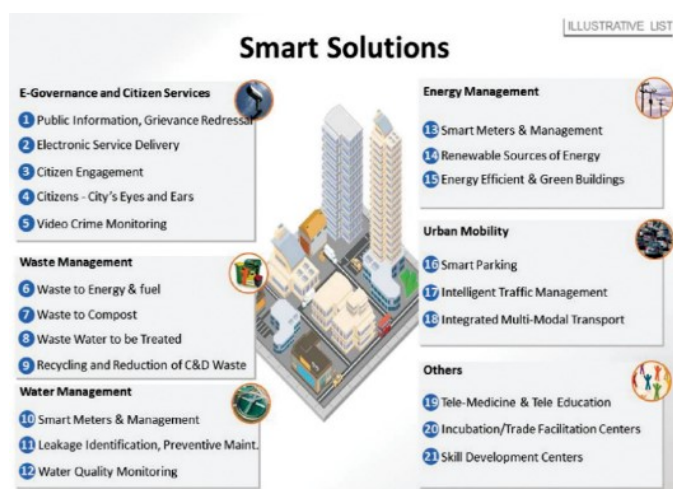 ILLUSTRATIVE LIST
Smart Solutions
E-Governance and Citizen Services
1 Public Information, Grievance Redressal
2 Electronic Service Delivery
3 Citizen Engagement
4 Citizens - City's Eyes and Ears
5 Video Crime Monitoring
Waste Management
6 Waste to Energy & fuel
7 Waste to Compost
8 Waste Water to be Treated
9 Recycling and Reduction of C&D Waste
Water Management
10 Smart Meters & Management
11 Leakage Identification, Preventive Maint.
12 Water Quality Monitoring
Energy Management
13 Smart Meters & Management
14 Renewable Sources of Energy
15 Energy Efficient & Green Buildings
Urban Mobility
16 Smart Parking
17 Intelligent Traffic Management
18 Integrated Multi-Modal Transport
Others
19 Tele-Medicine & Tele Education
20 Incubation/Trade Facilitation Centers
21 Skill Development Centers